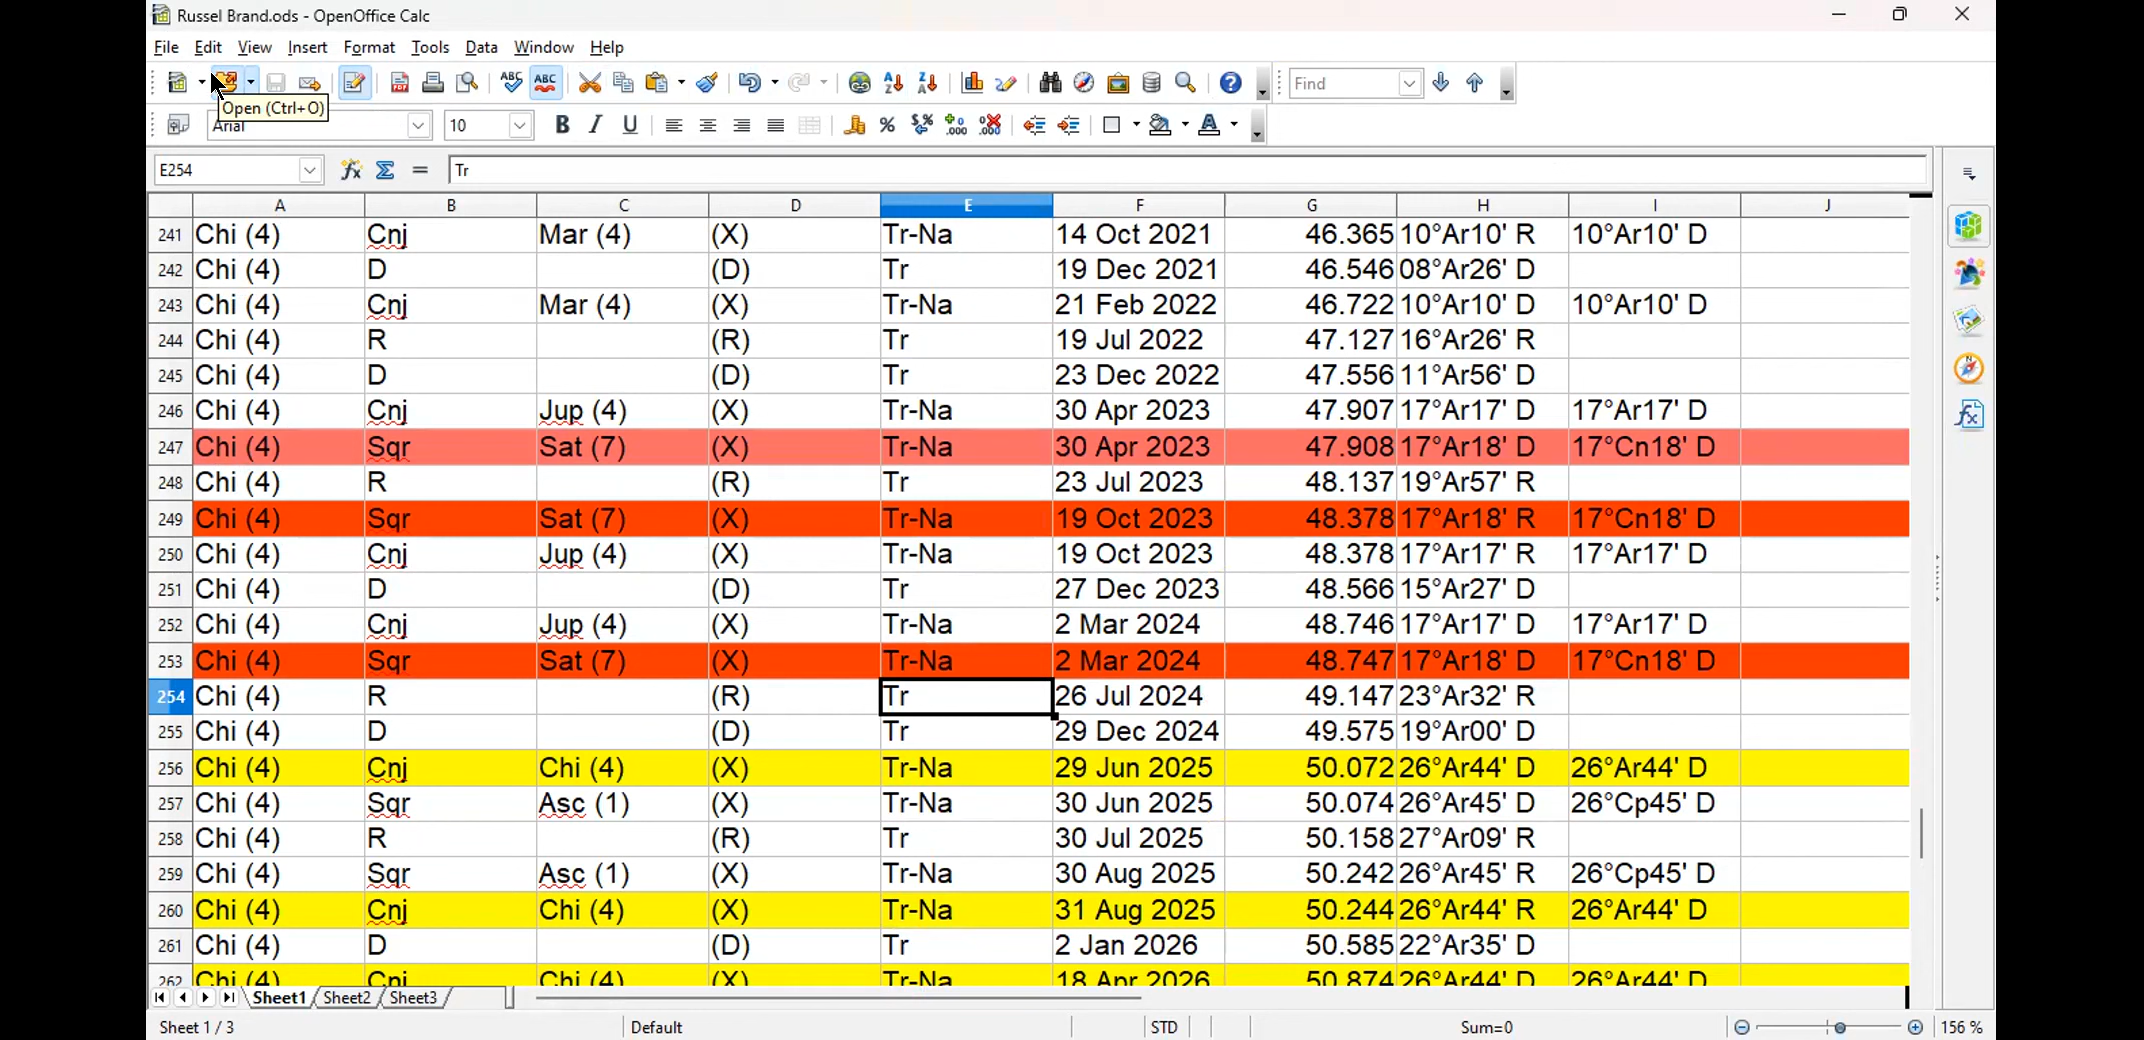 Russel Brand.ods - OpenOffice Calc
File Edit View Insert Format Tools Data Window Help
Find
Open (Ctrl+O)
Arial 10
E254 Tr
A B C D E F G H I J
241 Chi (4) Cnj Mar (4) (X) Tr-Na 14 Oct 2021 46.365 10°Ar10' R 10°Ar10' D
242 Chi (4) D (D) Tr 19 Dec 2021 46.546 08°Ar26' D
243 Chi (4) Cnj Mar (4) (X) Tr-Na 21 Feb 2022 46.722 10°Ar10' D 10°Ar10' D
244 Chi (4) R (R) Tr 19 Jul 2022 47.127 16°Ar26' R
245 Chi (4) D (D) Tr 23 Dec 2022 47.556 11°Ar56' D
246 Chi (4) Cnj Jup (4) (X) Tr-Na 30 Apr 2023 47.907 17°Ar17' D 17°Ar17' D
247 Chi (4) Sqr Sat (7) (X) Tr-Na 30 Apr 2023 47.908 17°Ar18' D 17°Cn18' D
248 Chi (4) R (R) Tr 23 Jul 2023 48.137 19°Ar57' R
249 Chi (4) Sqr Sat (7) (X) Tr-Na 19 Oct 2023 48.378 17°Ar18' R 17°Cn18' D
250 Chi (4) Cnj Jup (4) (X) Tr-Na 19 Oct 2023 48.378 17°Ar17' R 17°Ar17' D
251 Chi (4) D (D) Tr 27 Dec 2023 48.566 15°Ar27' D
252 Chi (4) Cnj Jup (4) (X) Tr-Na 2 Mar 2024 48.746 17°Ar17' D 17°Ar17' D
253 Chi (4) Sqr Sat (7) (X) Tr-Na 2 Mar 2024 48.747 17°Ar18' D 17°Cn18' D
254 Chi (4) R (R) Tr 26 Jul 2024 49.147 23°Ar32' R
255 Chi (4) D (D) Tr 29 Dec 2024 49.575 19°Ar00' D
256 Chi (4) Cnj Chi (4) (X) Tr-Na 29 Jun 2025 50.072 26°Ar44' D 26°Ar44' D
257 Chi (4) Sqr Asc (1) (X) Tr-Na 30 Jun 2025 50.074 26°Ar45' D 26°Cp45' D
258 Chi (4) R (R) Tr 30 Jul 2025 50.158 27°Ar09' R
259 Chi (4) Sqr Asc (1) (X) Tr-Na 30 Aug 2025 50.242 26°Ar45' R 26°Cp45' D
260 Chi (4) Cnj Chi (4) (X) Tr-Na 31 Aug 2025 50.244 26°Ar44' R 26°Ar44' D
261 Chi (4) D (D) Tr 2 Jan 2026 50.585 22°Ar35' D
262 Chi (4) Cnj Chi (4) (X) Tr-Na 18 Apr 2026 50.874 26°Ar44' D 26°Ar44' D
Sheet1 Sheet2 Sheet3
Sheet 1 / 3 Default STD Sum=0 156 %